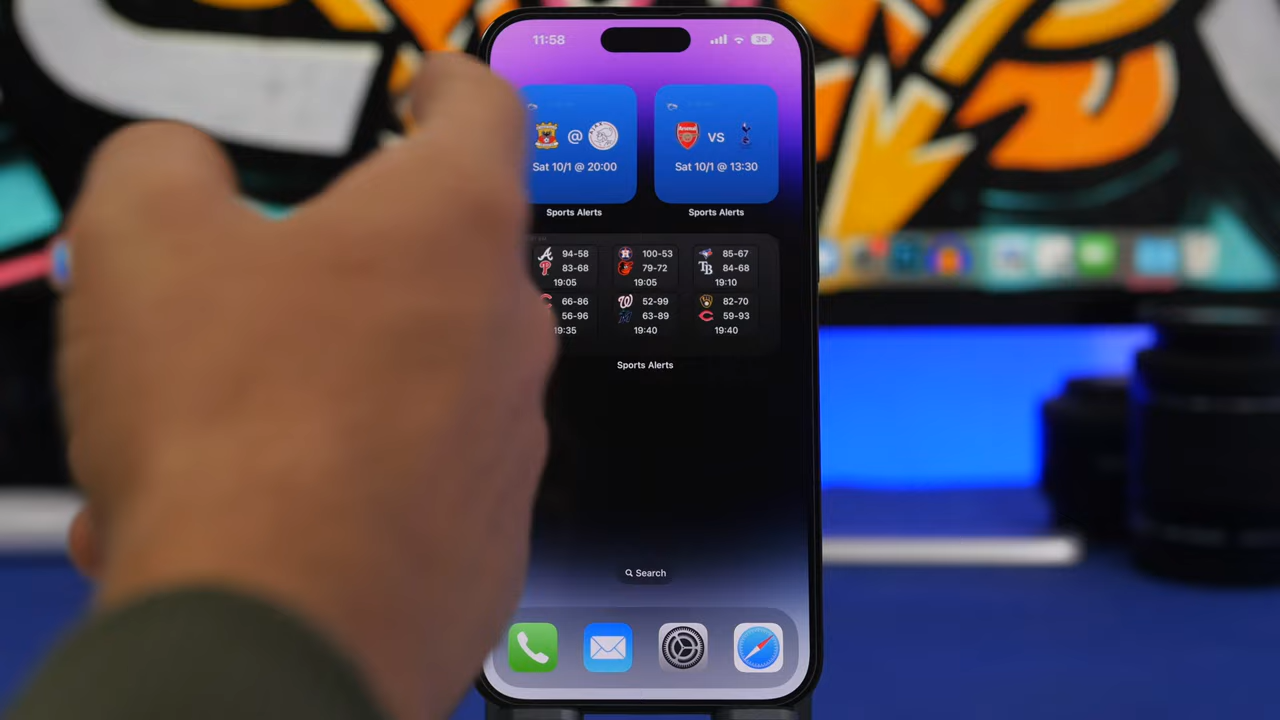 11:58
36
@
Arsenal
VS
Sat 10/1 @ 20:00
Sat 10/1 @ 13:30
Sports Alerts
Sports Alerts
94-58
100-53
85-67
83-68
79-72
84-68
19:05
19:05
19:10
66-86
52-99
82-70
56-96
63-89
59-93
19:35
19:40
19:40
Sports Alerts
Search